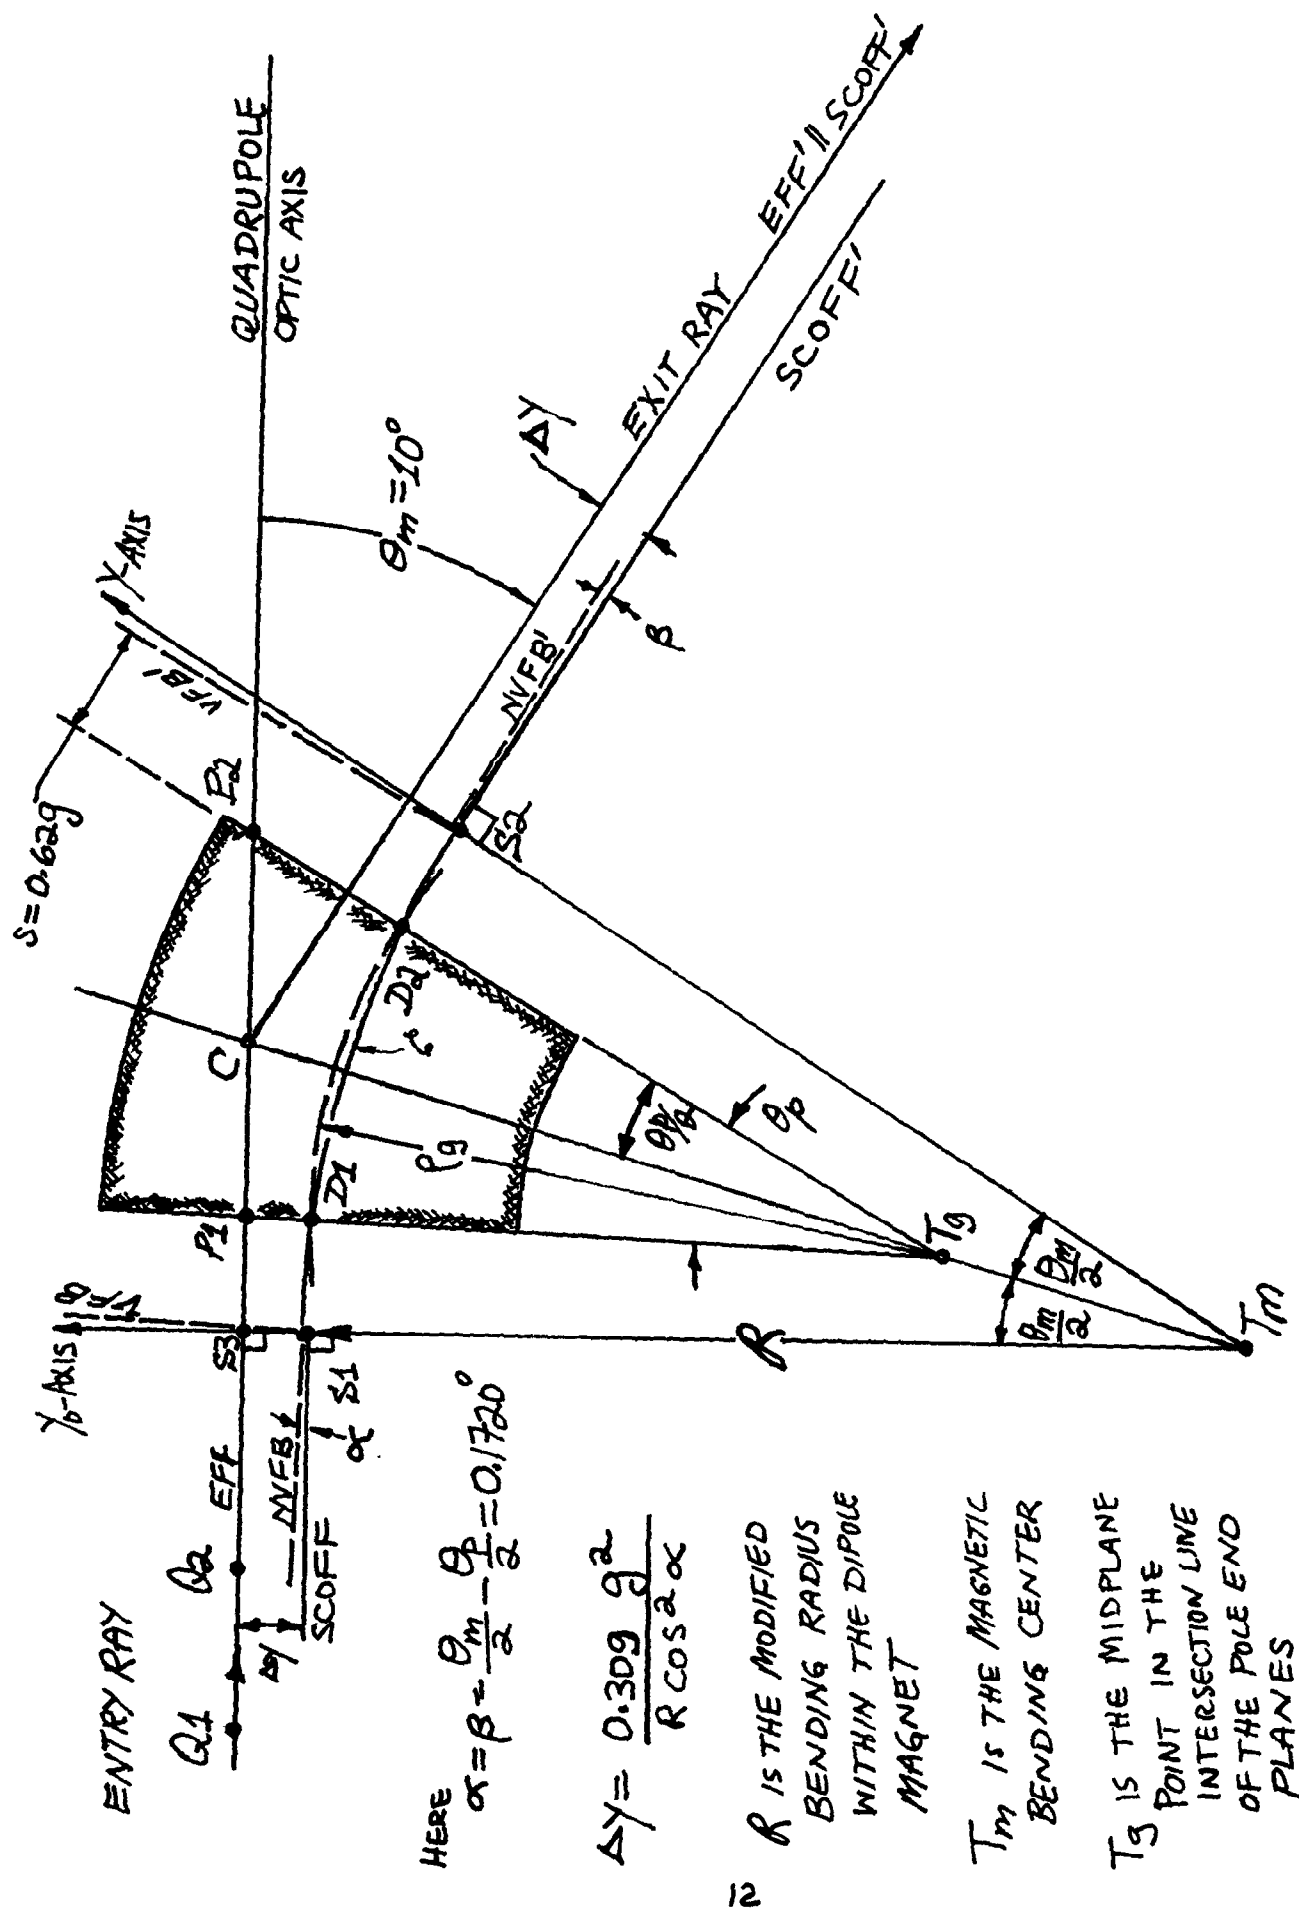 ENTRY RAY
Q1
Q2
EFF
ΔY
SCOFF
NVFB
α
Y₀-AXIS
S3
S1
P1
D1
C
P2
S=0.62g
VFB'
Y-AXIS
QUADRUPOLE
OPTIC AXIS
θm=10°
ΔY
EXIT RAY
EFF' || SCOFF'
SCOFF'
NVFB'
β
S2
D2
ρg
R
θp/2
θp
Tg
θm/2
θm/2
Tm
HERE
α=β=θm/2-θp/2=0.1720°
ΔY=0.309 g²/R cos²α
R IS THE MODIFIED
BENDING RADIUS
WITHIN THE DIPOLE
MAGNET
Tm IS THE MAGNETIC
BENDING CENTER
Tg IS THE MIDPLANE
POINT IN THE
INTERSECTION LINE
OF THE POLE END
PLANES
12